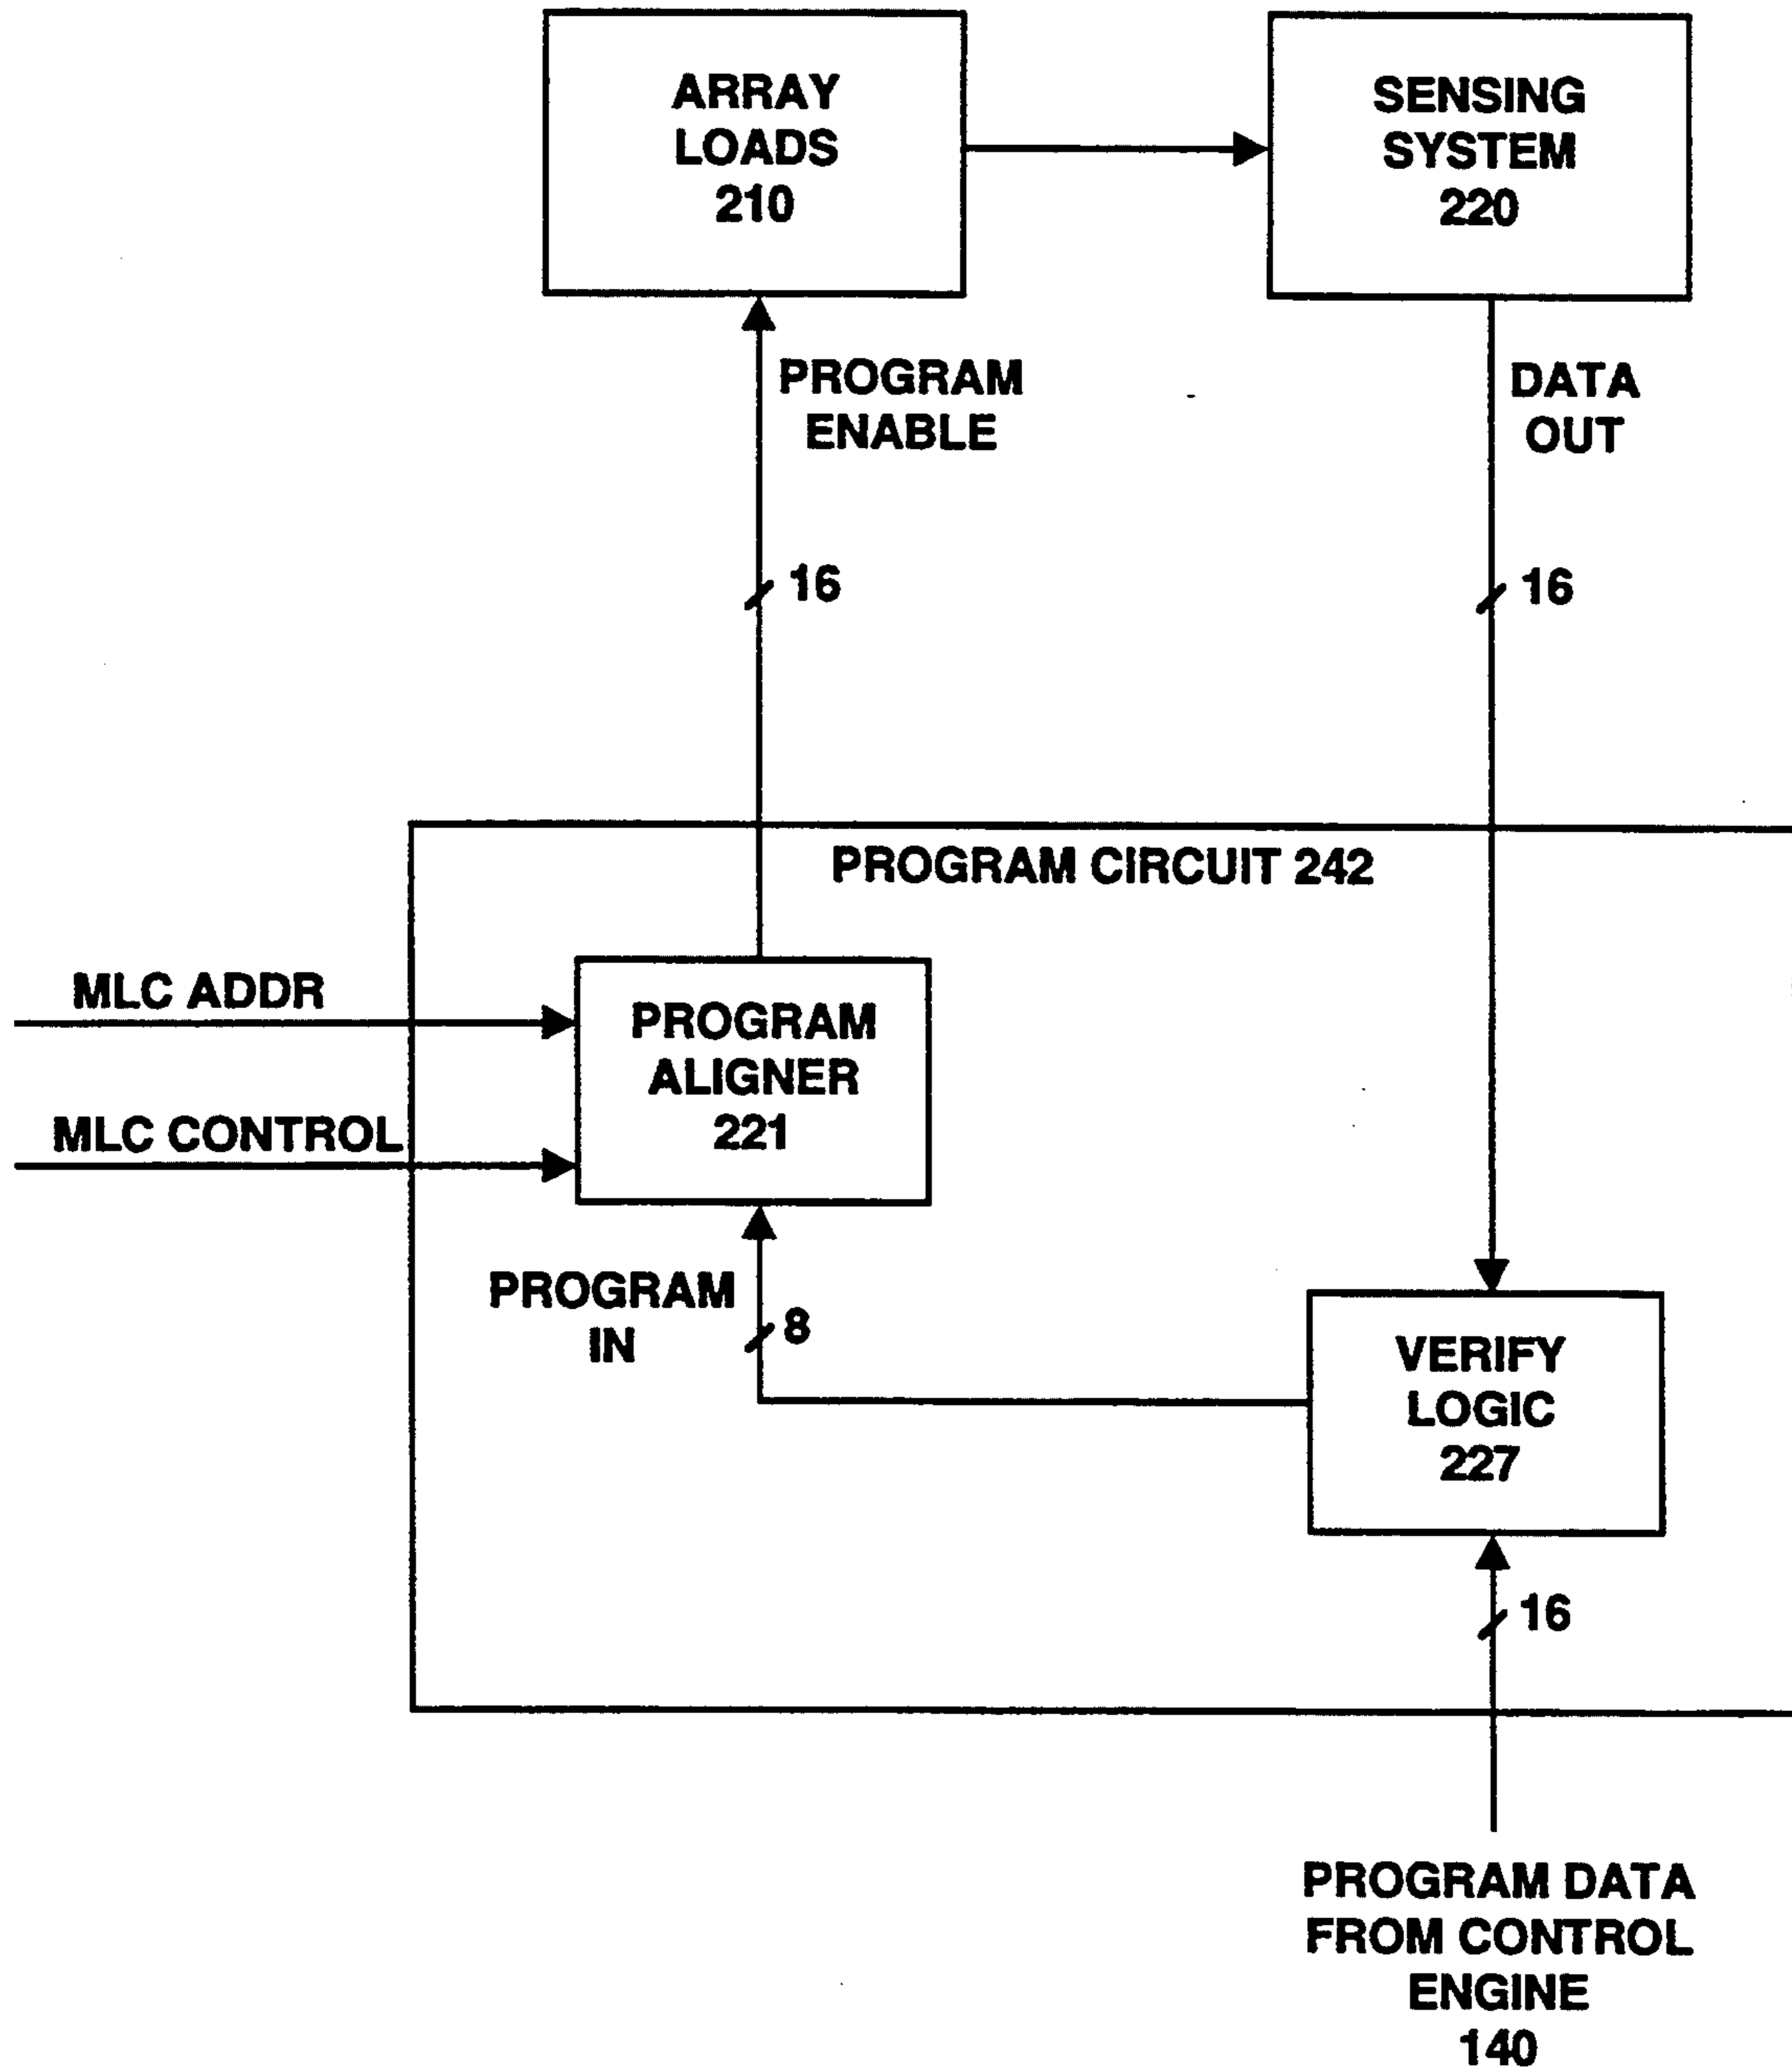 ARRAY
LOADS
210
SENSING
SYSTEM
220
PROGRAM
ENABLE
DATA
OUT
16
16
PROGRAM CIRCUIT 242
MLC ADDR
PROGRAM
ALIGNER
221
MLC CONTROL
PROGRAM
IN
8
VERIFY
LOGIC
227
16
PROGRAM DATA
FROM CONTROL
ENGINE
140